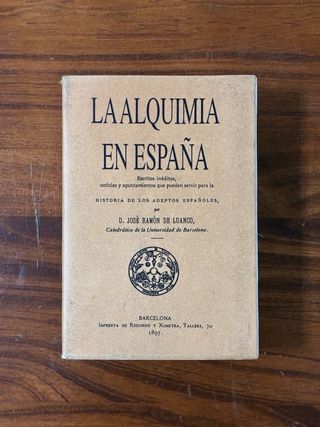 LA ALQUIMIA
EN ESPAÑA
Escritos inéditos,
noticias y apuntamientos que pueden servir para la
HISTORIA DE LOS ADEPTOS ESPAÑOLES,
por
D. JOSÉ RAMÓN DE LUANCO,
Catedrático de la Universidad de Barcelona.
BARCELONA
IMPRENTA DE REDONDO Y XUMETRA, TALLERS, 70
1897.